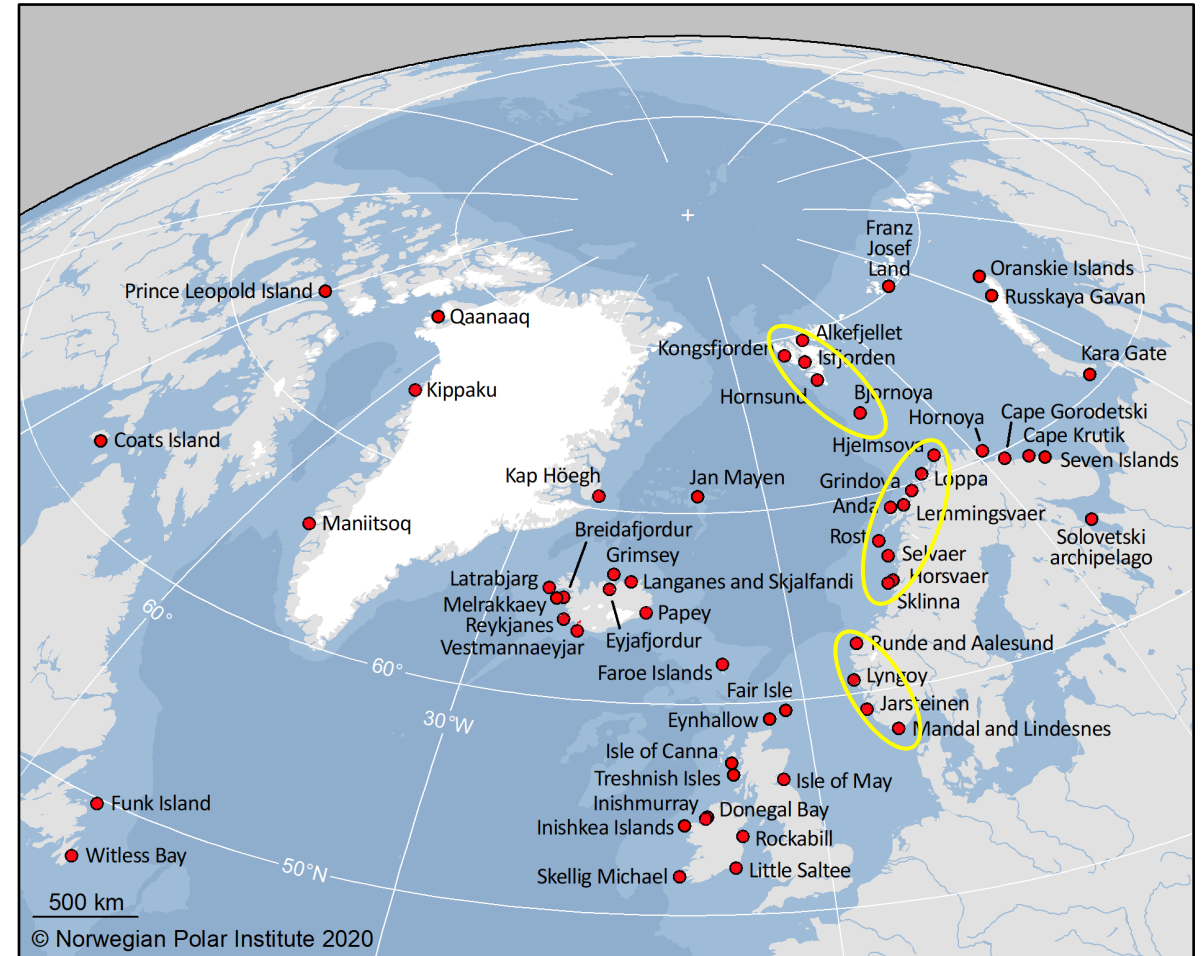 Franz
Josef
Land
Oranskie Islands
Russkaya Gavan
Prince Leopold Island
Qaanaaq
Alkefjellet
Kongsfjorden
Isfjorden
Kara Gate
Kippaku
Hornsund
Bjornoya
Hornoya
Cape Gorodetski
Cape Krutik
Seven Islands
Coats Island
Hjelmsova
Kap Höegh
Jan Mayen
Grindoya
Loppa
Anda
Lemmingsvaer
Maniitsoq
Breidafjordur
Grimsey
Rost
Solovetski
archipelago
Selvaer
Latrabjarg
Langanes and Skjalfandi
Horsvaer
Melrakkaey
Sklinna
60°
Papey
Reykjanes
Vestmannaeyjar
Eyjafjordur
Runde and Aalesund
60°
Faroe Islands
Lyngoy
Fair Isle
Jarsteinen
30°W
Eynhallow
Mandal and Lindesnes
Isle of Canna
Treshnish Isles
Isle of May
Funk Island
Inishmurray
Donegal Bay
Inishkea Islands
Rockabill
Witless Bay
50°N
Skellig Michael
Little Saltee
500 km
© Norwegian Polar Institute 2020